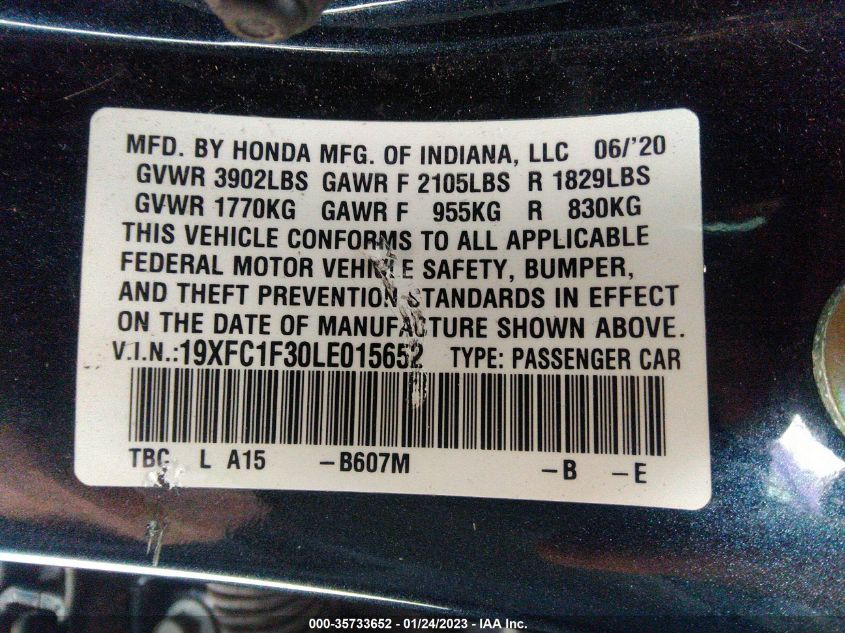 MFD. BY HONDA MFG. OF INDIANA, LLC 06/'20
GVWR 3902LBS GAWR F 2105LBS R 1829LBS
GVWR 1770KG GAWR F 955KG R 830KG
THIS VEHICLE CONFORMS TO ALL APPLICABLE
FEDERAL MOTOR VEHICLE SAFETY, BUMPER,
AND THEFT PREVENTION STANDARDS IN EFFECT
ON THE DATE OF MANUFACTURE SHOWN ABOVE.
V.I.N.:19XFC1F30LE015652 TYPE: PASSENGER CAR
TBC L A15 -B607M -B -E
000-35733652 - 01/24/2023 - IAA Inc.